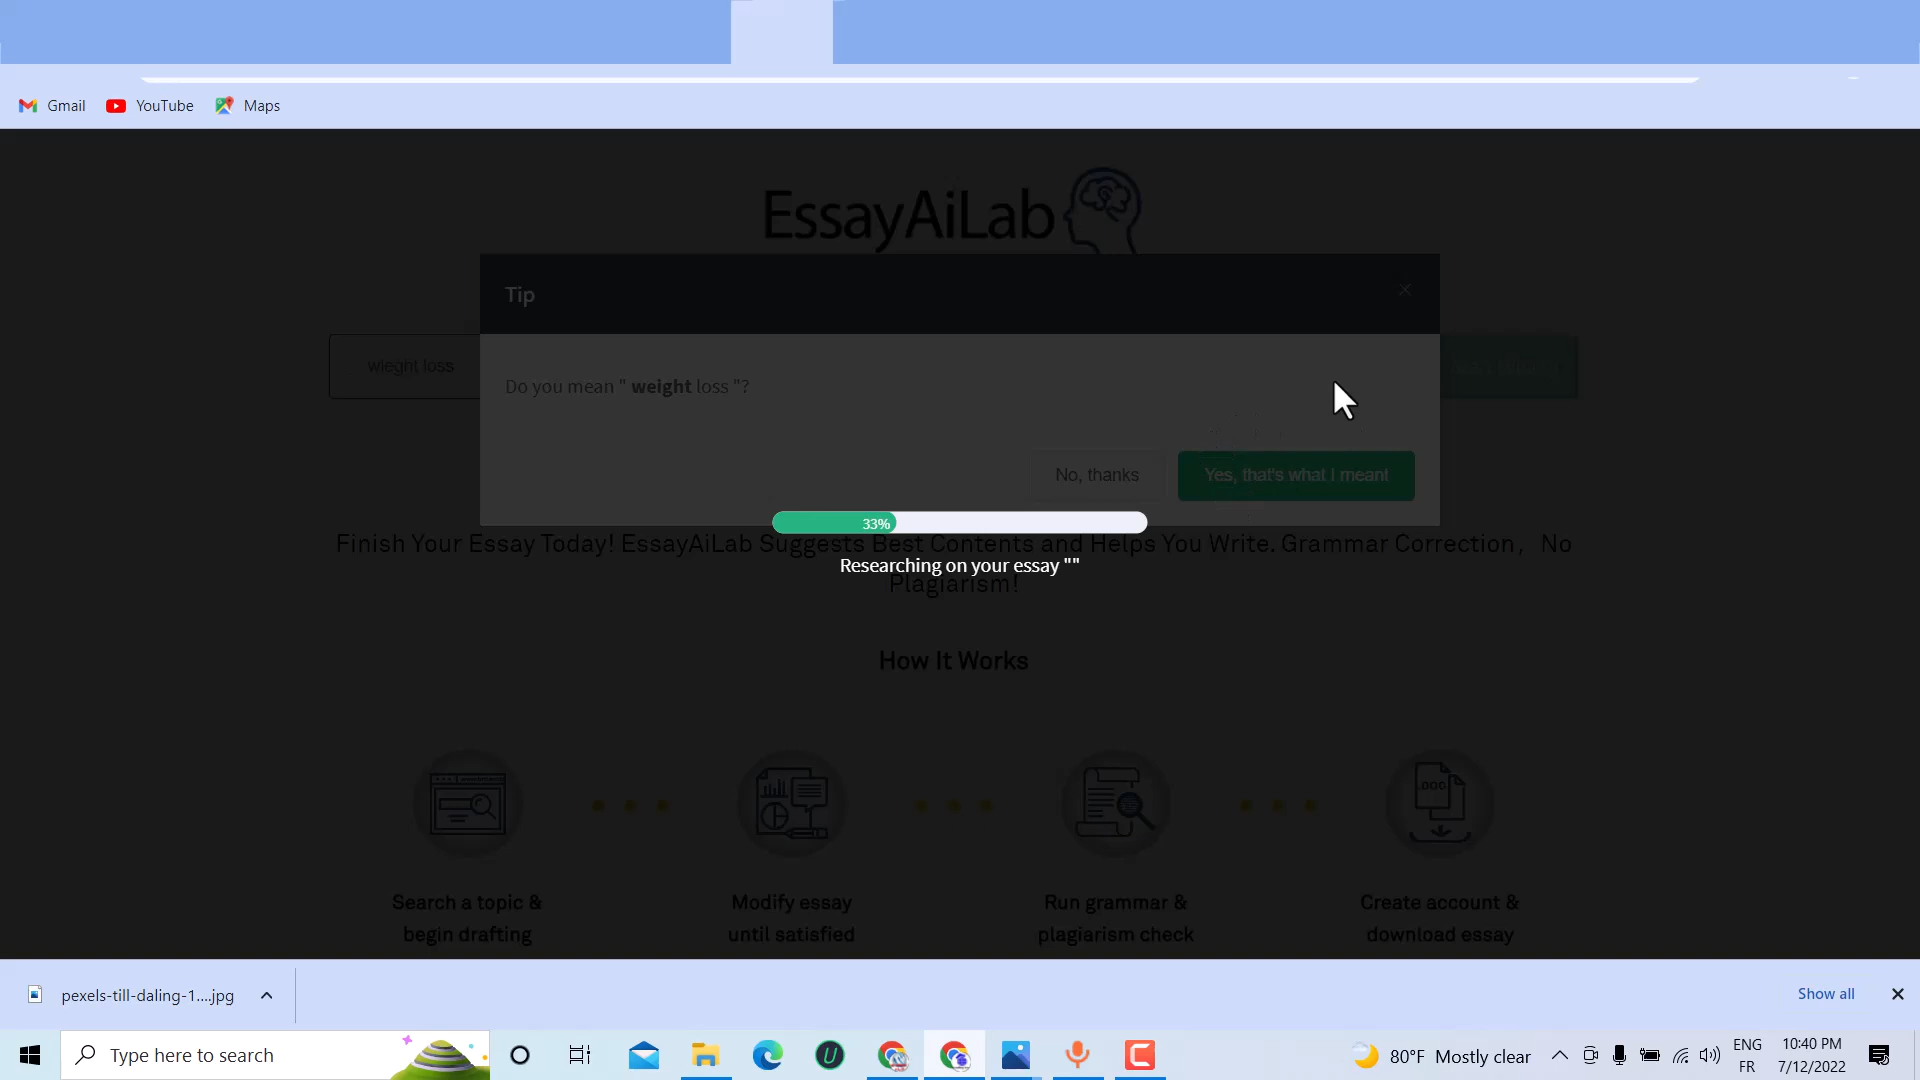 Gmail YouTube Maps
EssayAiLab
Tip
wieght loss
Do you mean " weight loss "?
No, thanks Yes, that's what I meant
33%
Finish Your Essay Today! EssayAiLab Suggests Best Contents and Helps You Write. Grammar Correction, No
Researching on your essay ""
Plagiarism!
How It Works
DOC
Search a topic &
begin drafting
Modify essay
until satisfied
Run grammar &
plagiarism check
Create account &
download essay
pexels-till-daling-1....jpg
Show all
Type here to search
80°F Mostly clear
ENG
FR
10:40 PM
7/12/2022